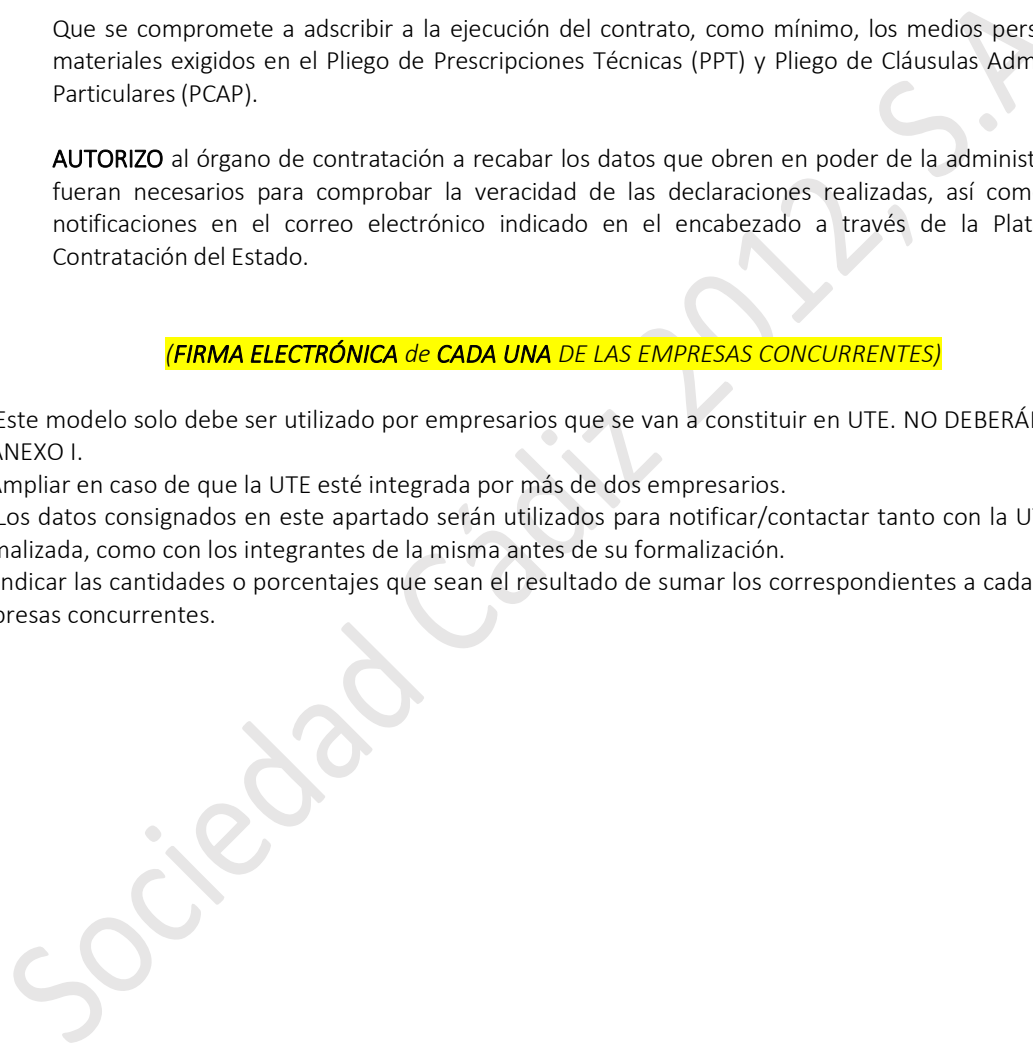 Que se compromete a adscribir a la ejecución del contrato, como mínimo, los medios pers
materiales exigidos en el Pliego de Prescripciones Técnicas (PPT) y Pliego de Cláusulas Adm
Particulares (PCAP).
AUTORIZO al órgano de contratación a recabar los datos que obren en poder de la administ
fueran necesarios para comprobar la veracidad de las declaraciones realizadas, así com
notificaciones en el correo electrónico indicado en el encabezado a través de la Plat
Contratación del Estado.
(FIRMA ELECTRÓNICA de CADA UNA DE LAS EMPRESAS CONCURRENTES)
Este modelo solo debe ser utilizado por empresarios que se van a constituir en UTE. NO DEBERÁ
NEXO I.
mpliar en caso de que la UTE esté integrada por más de dos empresarios.
Los datos consignados en este apartado serán utilizados para notificar/contactar tanto con la U
nalizada, como con los integrantes de la misma antes de su formalización.
ndicar las cantidades o porcentajes que sean el resultado de sumar los correspondientes a cada
presas concurrentes.
Sociedad Cádiz 2012, S.A